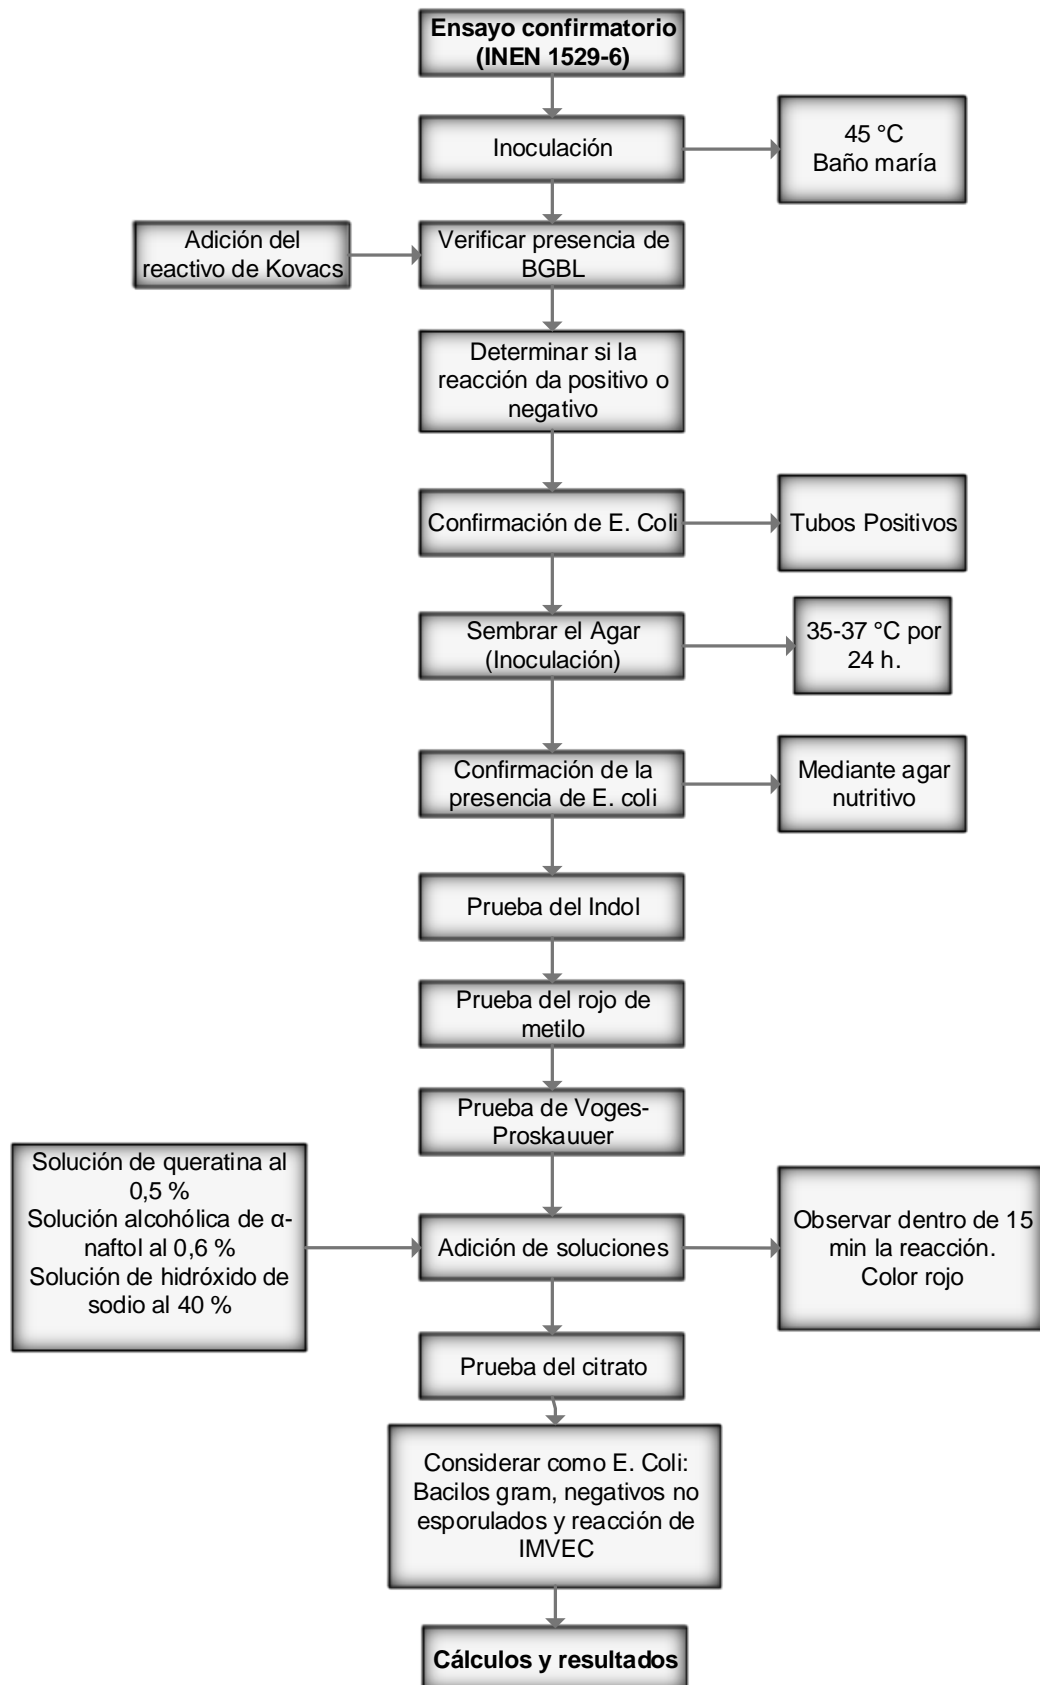 Ensayo confirmatorio
(INEN 1529-6)
Inoculación
45 °C
Baño maría
Adición del
reactivo de Kovacs
Verificar presencia de
BGBL
Determinar si la
reacción da positivo o
negativo
Confirmación de E. Coli
Tubos Positivos
Sembrar el Agar
(Inoculación)
35-37 °C por
24 h.
Confirmación de la
presencia de E. coli
Mediante agar
nutritivo
Prueba del Indol
Prueba del rojo de
metilo
Prueba de Voges-
Proskauuer
Solución de queratina al
0,5 %
Solución alcohólica de α-
naftol al 0,6 %
Solución de hidróxido de
sodio al 40 %
Adición de soluciones
Observar dentro de 15
min la reacción.
Color rojo
Prueba del citrato
Considerar como E. Coli:
Bacilos gram, negativos no
esporulados y reacción de
IMVEC
Cálculos y resultados